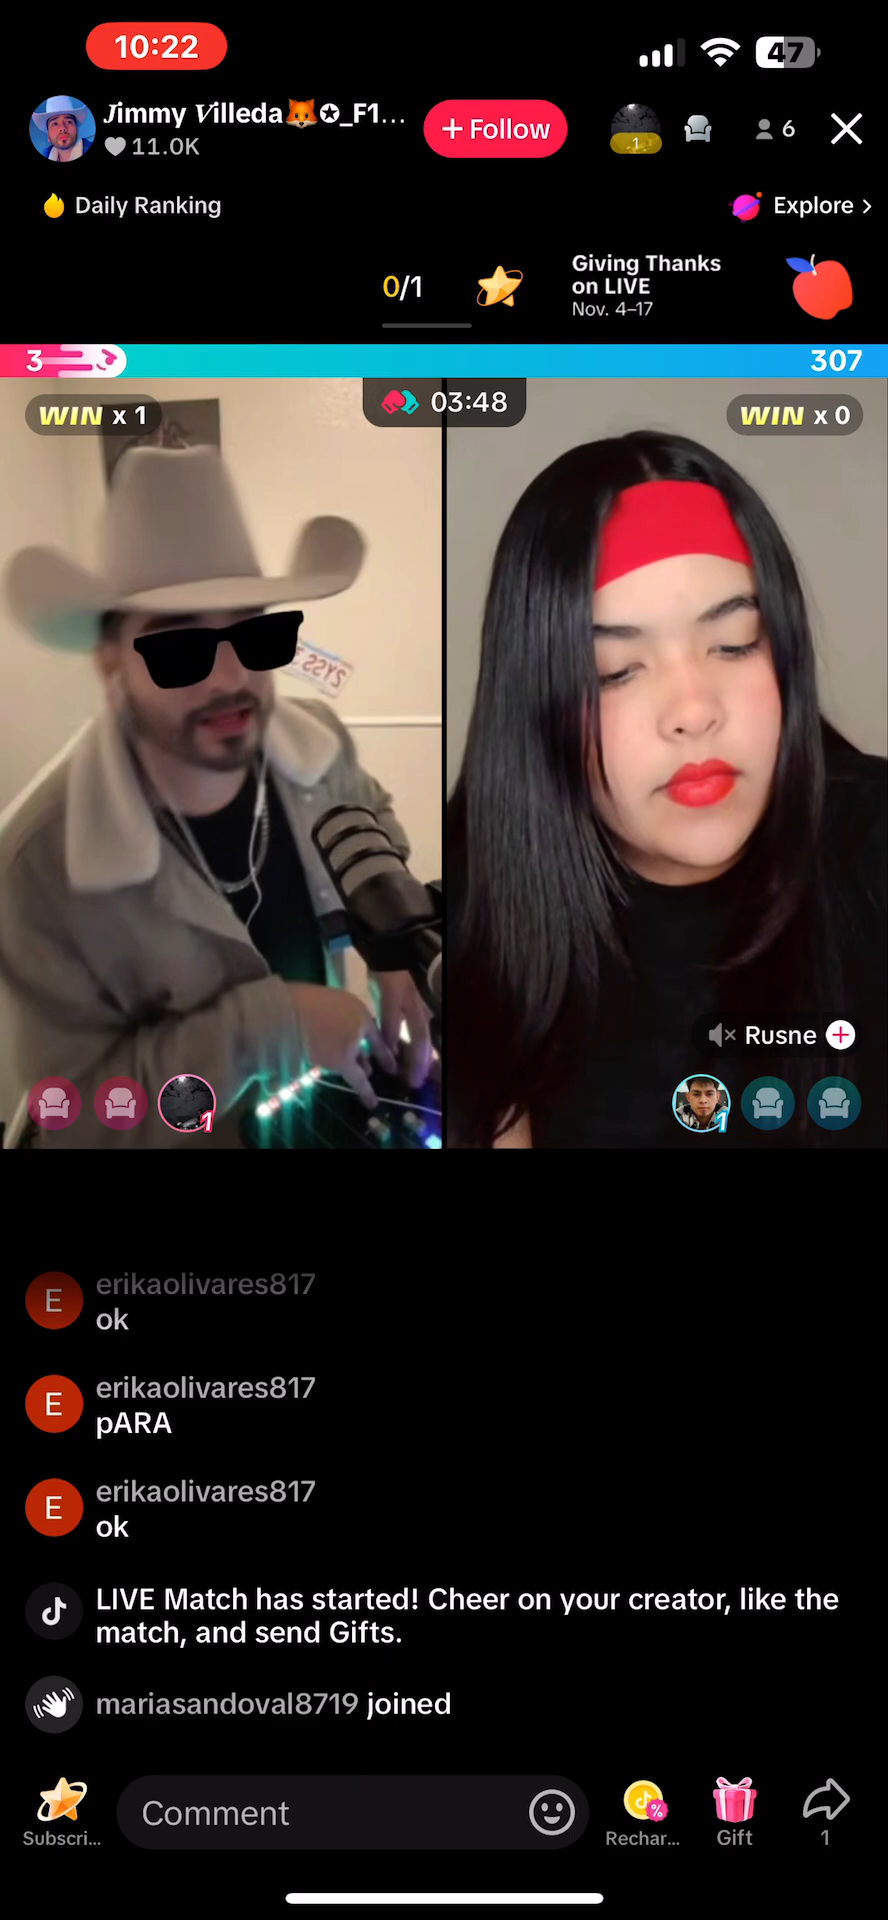 10:22
47
Jimmy Villeda🦊✪_F1...
11.0K
+ Follow
1
6
Daily Ranking
Explore >
0/1
Giving Thanks
on LIVE
Nov. 4–17
3
307
WIN x 1
03:48
WIN x 0
Rusne
1
1
erikaolivares817
ok
erikaolivares817
pARA
erikaolivares817
ok
LIVE Match has started! Cheer on your creator, like the
match, and send Gifts.
mariasandoval8719 joined
E
E
E
Comment
Subscri...
Rechar...
Gift
1